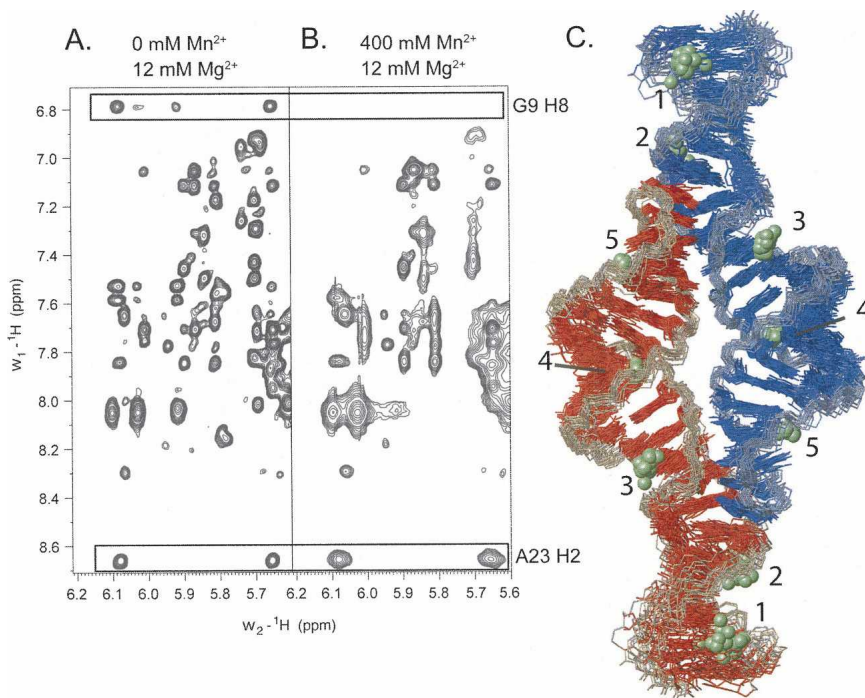 A.
0 mM Mn²⁺
12 mM Mg²⁺
B.
400 mM Mn²⁺
12 mM Mg²⁺
C.
6.8
7.0
7.2
7.4
7.6
7.8
8.0
8.2
8.4
8.6
w₁ - ¹H (ppm)
G9 H8
A23 H2
6.2 6.1 6.0 5.9 5.8 5.7 6.2 6.1 6.0 5.9 5.8 5.7 5.6
w₂ - ¹H (ppm)
1
2
3
5
4
4
5
3
2
1